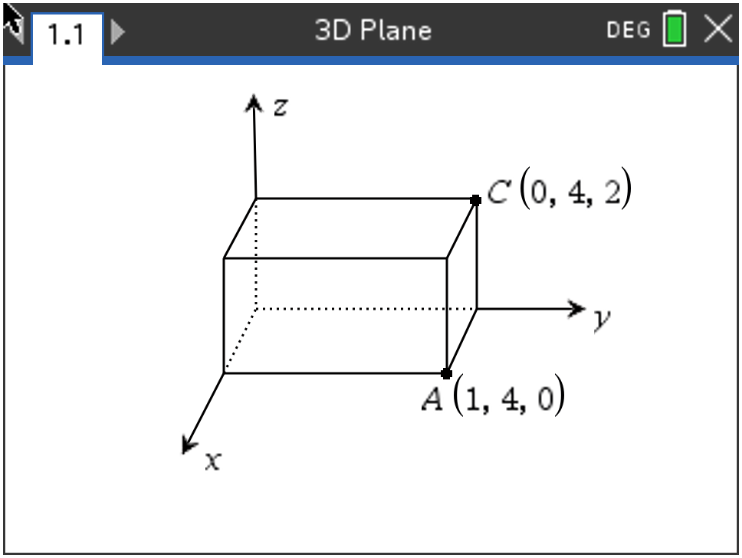 1.1 3D Plane DEG
z
C (0, 4, 2)
y
A (1, 4, 0)
x